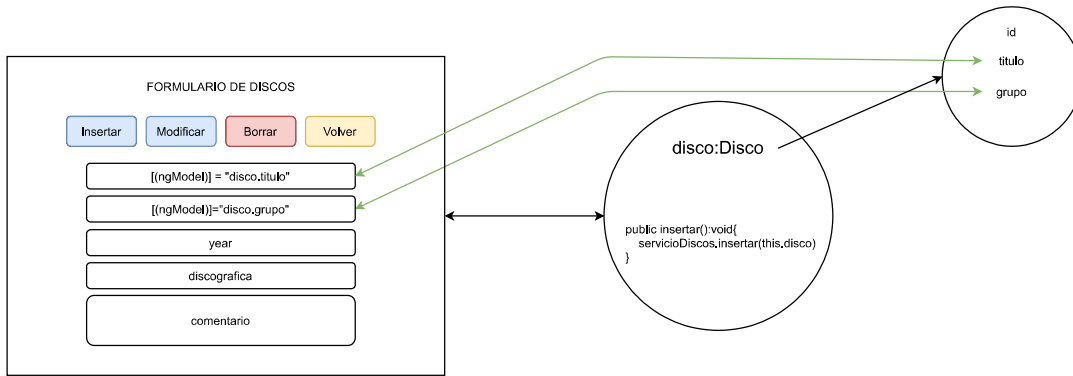 FORMULARIO DE DISCOS
Insertar
Modificar
Borrar
Volver
[(ngModel)] = "disco.titulo"
[(ngModel)]="disco.grupo"
year
discografica
comentario
disco:Disco
public insertar():void{
servicioDiscos.insertar(this.disco)
}
id
titulo
grupo